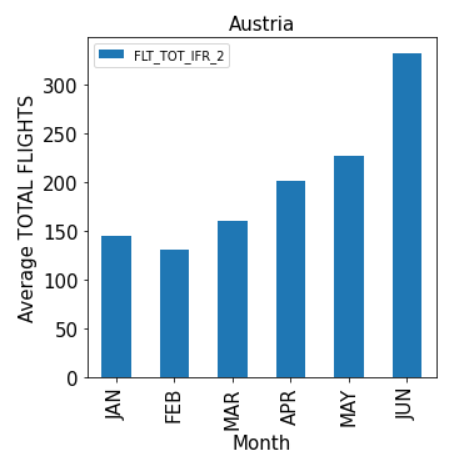 Austria
FLT_TOT_IFR_2
Average TOTAL FLIGHTS
300
250
200
150
100
50
0
JAN FEB MAR APR MAY JUN
Month